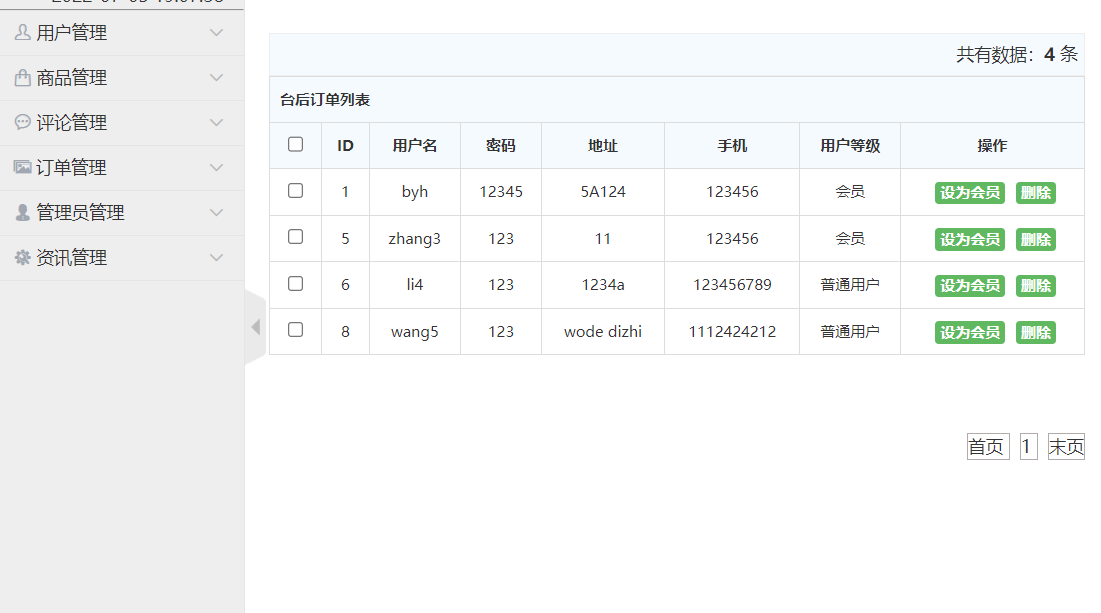 用户管理
商品管理
评论管理
订单管理
管理员管理
资讯管理
共有数据：4 条
台后订单列表
ID 用户名 密码 地址 手机 用户等级 操作
1 byh 12345 5A124 123456 会员 设为会员 删除
5 zhang3 123 11 123456 会员 设为会员 删除
6 li4 123 1234a 123456789 普通用户 设为会员 删除
8 wang5 123 wode dizhi 1112424212 普通用户 设为会员 删除
首页 1 末页